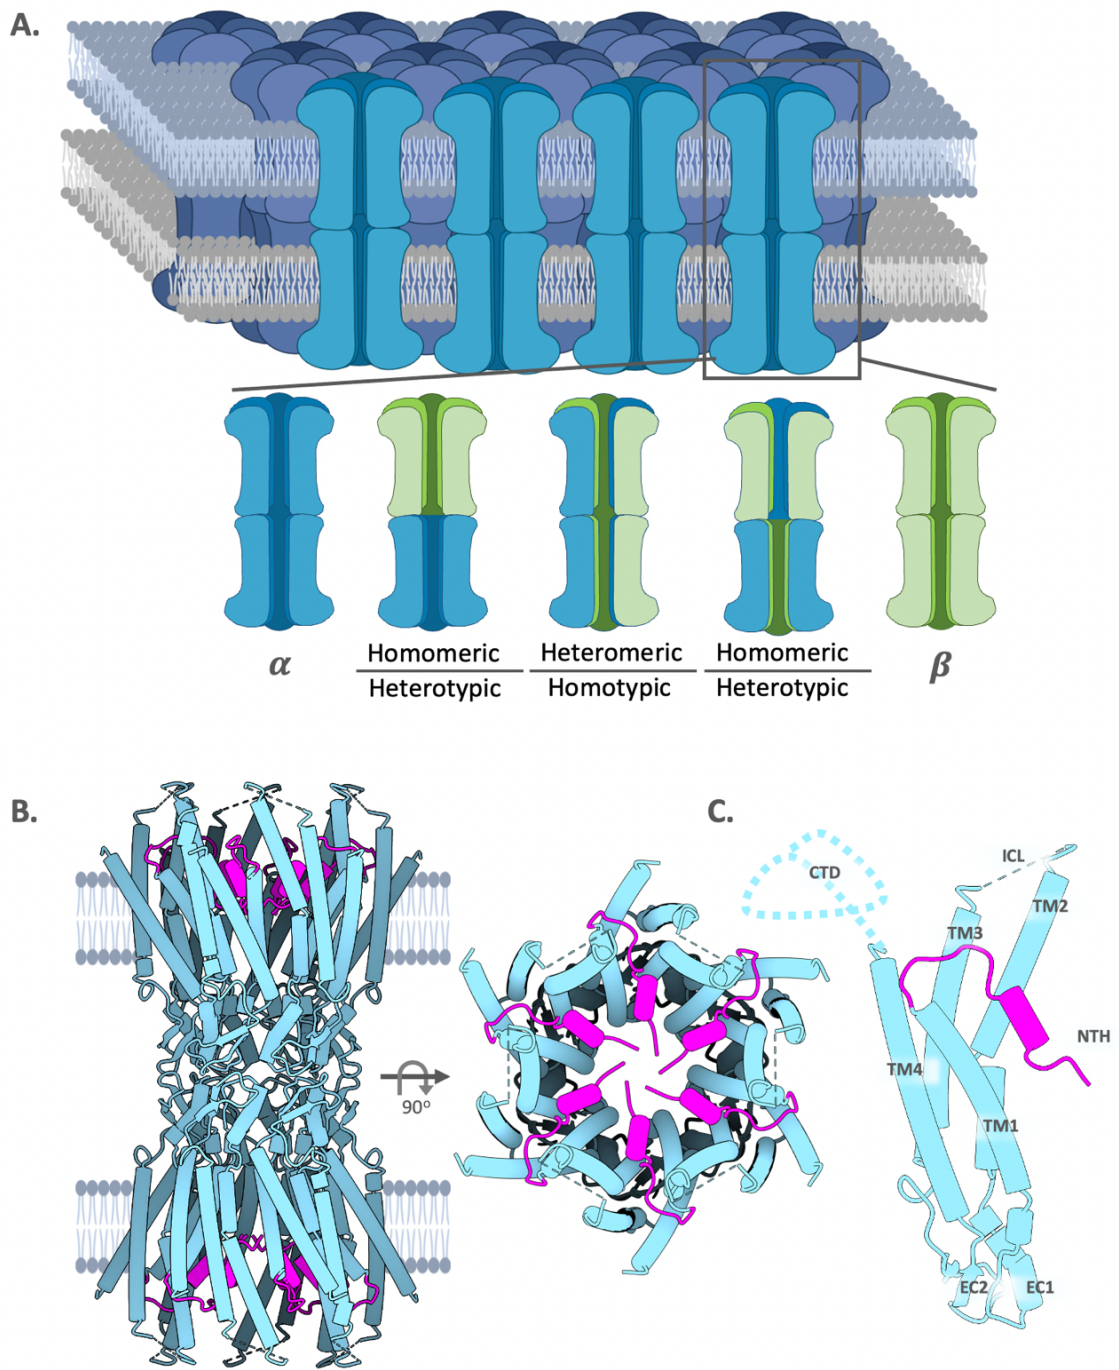 A.
α
Homomeric
Heterotypic
Heteromeric
Homotypic
Homomeric
Heterotypic
β
B.
90°
C.
CTD
ICL
TM2
TM3
NTH
TM4
TM1
EC2
EC1